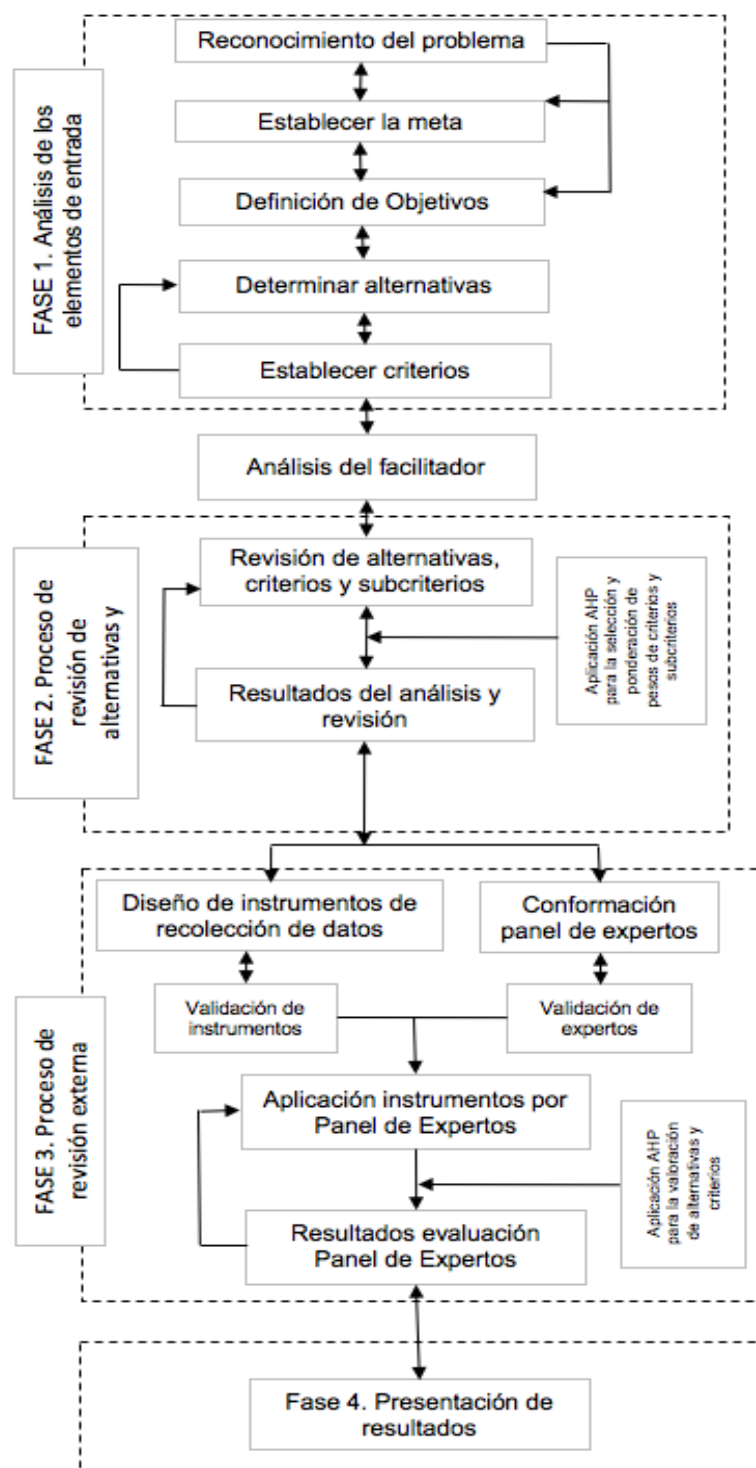 FASE 1. Análisis de los
elementos de entrada
Reconocimiento del problema
Establecer la meta
Definición de Objetivos
Determinar alternativas
Establecer criterios
Análisis del facilitador
FASE 2. Proceso de
revisión de
alternativas y
Revisión de alternativas,
criterios y subcriterios
Aplicación AHP
para la selección y
ponderación de
pesos de criterios y
subcriterios
Resultados del análisis y
revisión
FASE 3. Proceso de
revisión externa
Diseño de instrumentos de
recolección de datos
Conformación
panel de expertos
Validación de
instrumentos
Validación de
expertos
Aplicación instrumentos por
Panel de Expertos
Aplicación AHP
para la valoración
de alternativas y
criterios
Resultados evaluación
Panel de Expertos
Fase 4. Presentación de
resultados